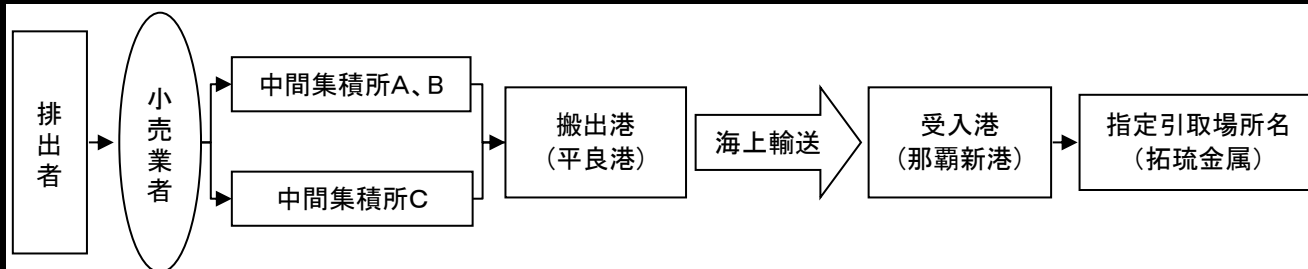 排出者
小売業者
中間集積所A、B
中間集積所C
搬出港
(平良港)
海上輸送
受入港
(那覇新港)
指定引取場所名
(拓琉金属)